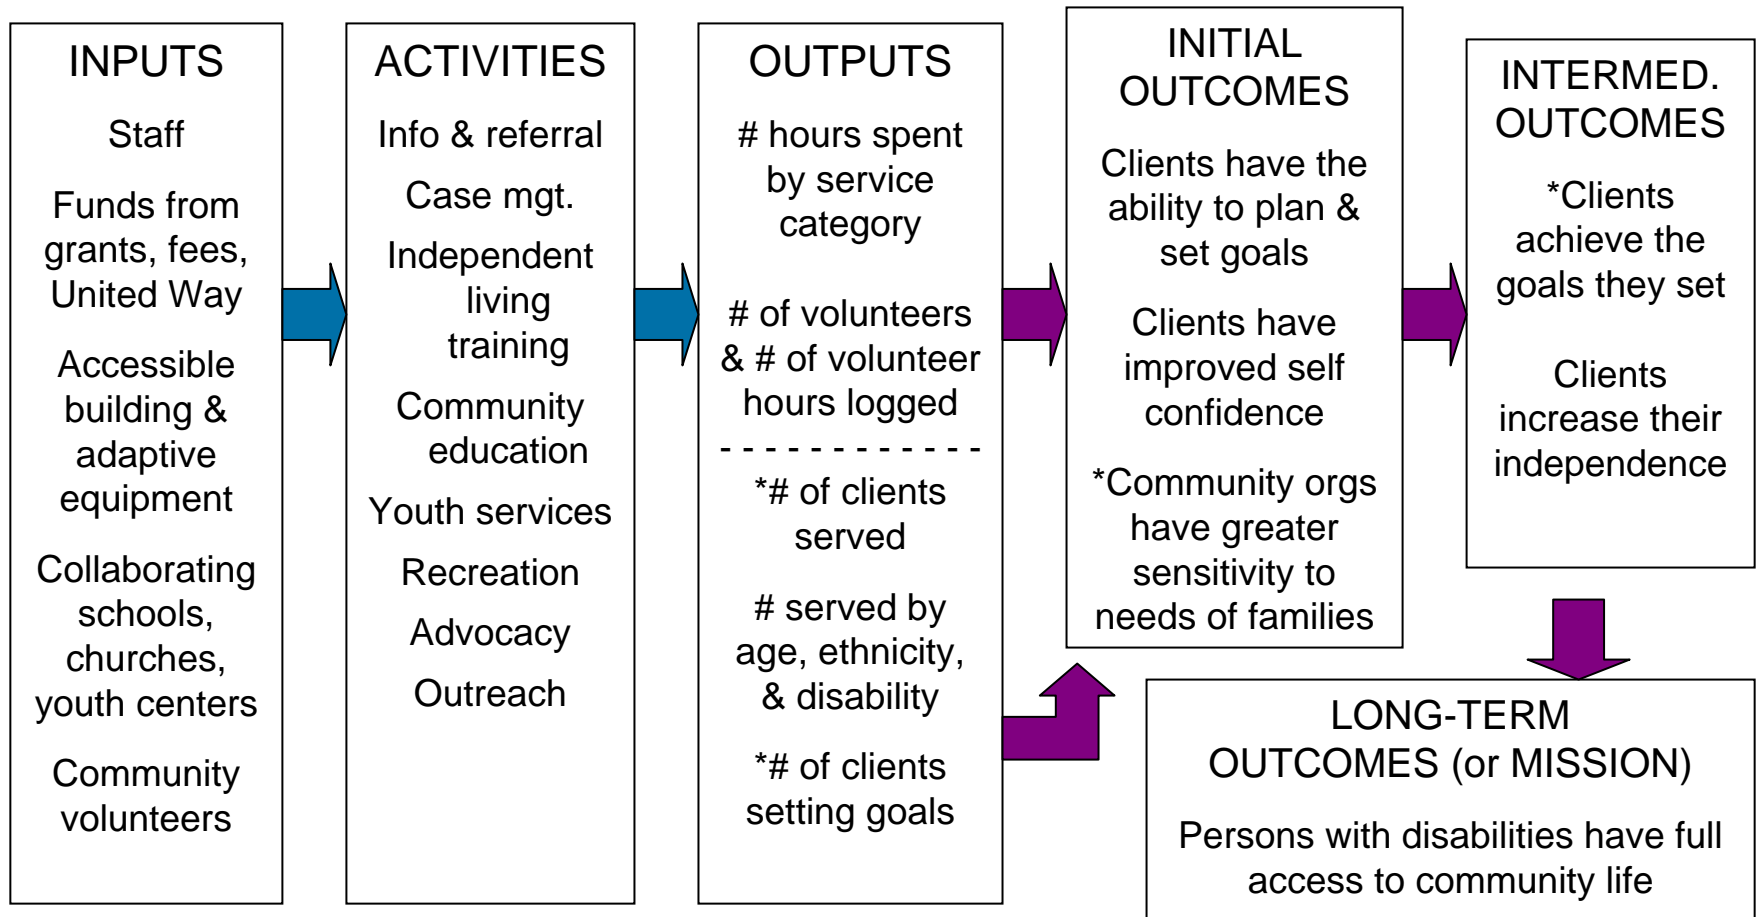 INPUTS
Staff
Funds from
grants, fees,
United Way
Accessible
building &
adaptive
equipment
Collaborating
schools,
churches,
youth centers
Community
volunteers
ACTIVITIES
Info & referral
Case mgt.
Independent
living
training
Community
education
Youth services
Recreation
Advocacy
Outreach
OUTPUTS
# hours spent
by service
category
# of volunteers
& # of volunteer
hours logged
- - - - - - - - - - - -
*# of clients
served
# served by
age, ethnicity,
& disability
*# of clients
setting goals
INITIAL
OUTCOMES
Clients have the
ability to plan &
set goals
Clients have
improved self
confidence
*Community orgs
have greater
sensitivity to
needs of families
INTERMED.
OUTCOMES
*Clients
achieve the
goals they set
Clients
increase their
independence
LONG-TERM
OUTCOMES (or MISSION)
Persons with disabilities have full
access to community life